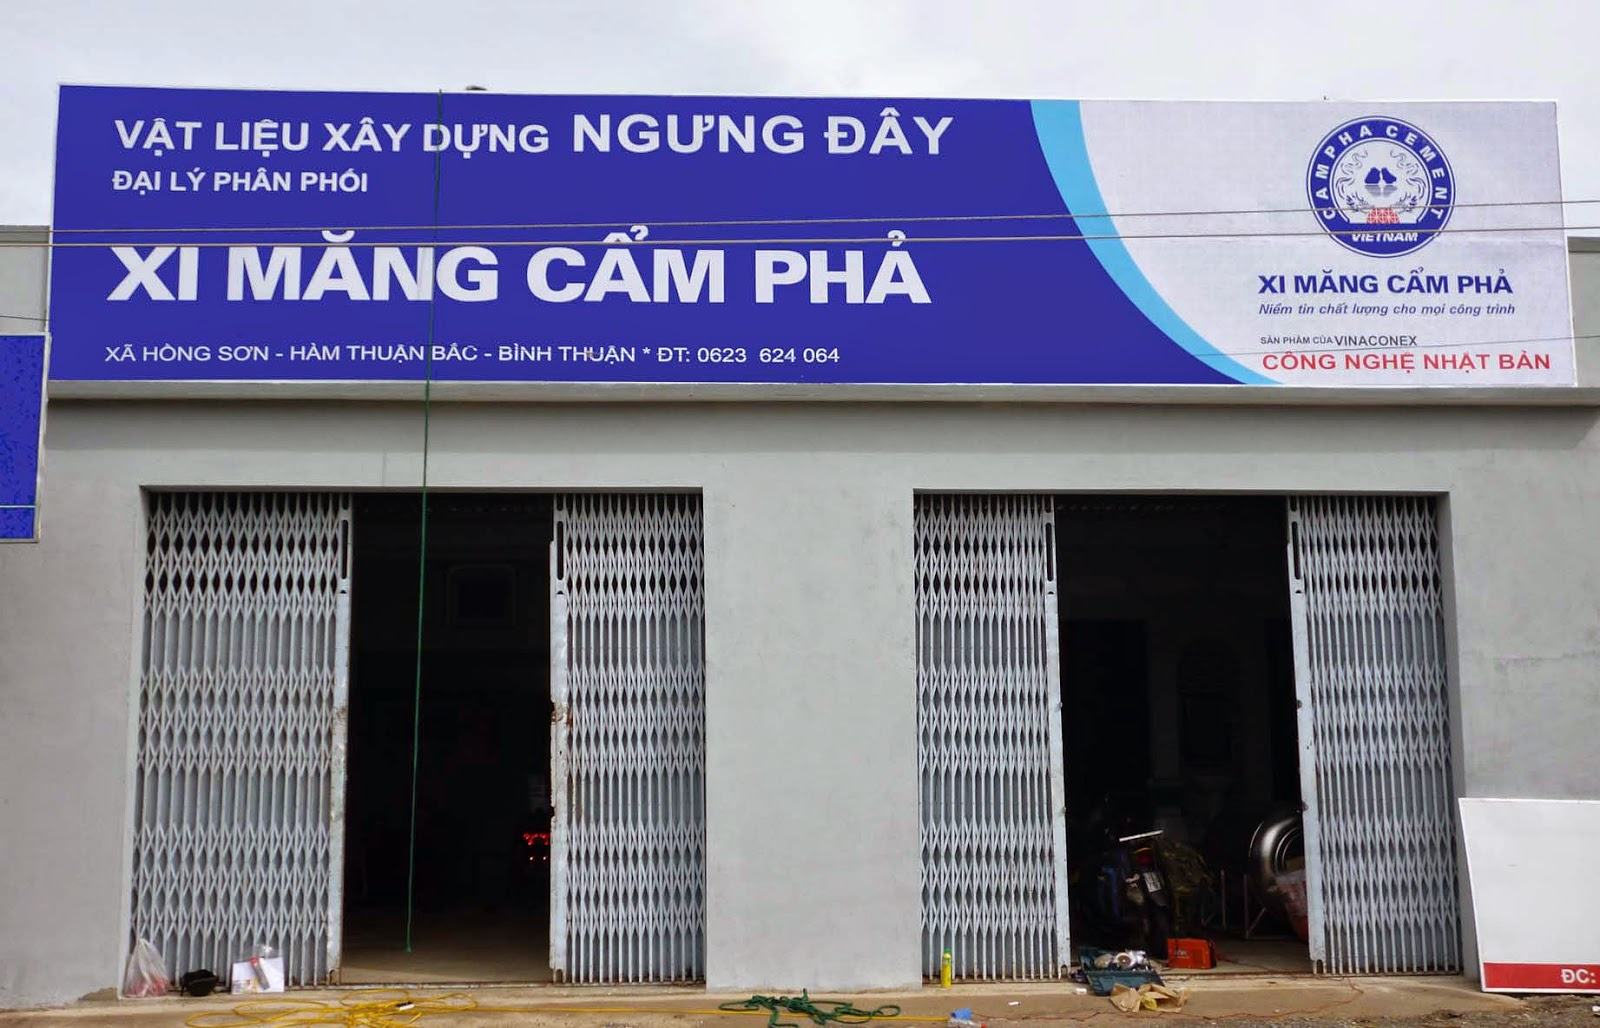 VẬT LIỆU XÂY DỰNG NGƯNG ĐÂY
ĐẠI LÝ PHÂN PHỐI
XI MĂNG CẨM PHẢ
XÃ HỒNG SƠN - HÀM THUẬN BẮC - BÌNH THUẬN * ĐT: 0623 624 064
CAMPHA CEMENT
VIETNAM
XI MĂNG CẨM PHẢ
Niềm tin chất lượng cho mọi công trình
SẢN PHẨM CỦA VINACONEX
CÔNG NGHỆ NHẬT BẢN
ĐC: